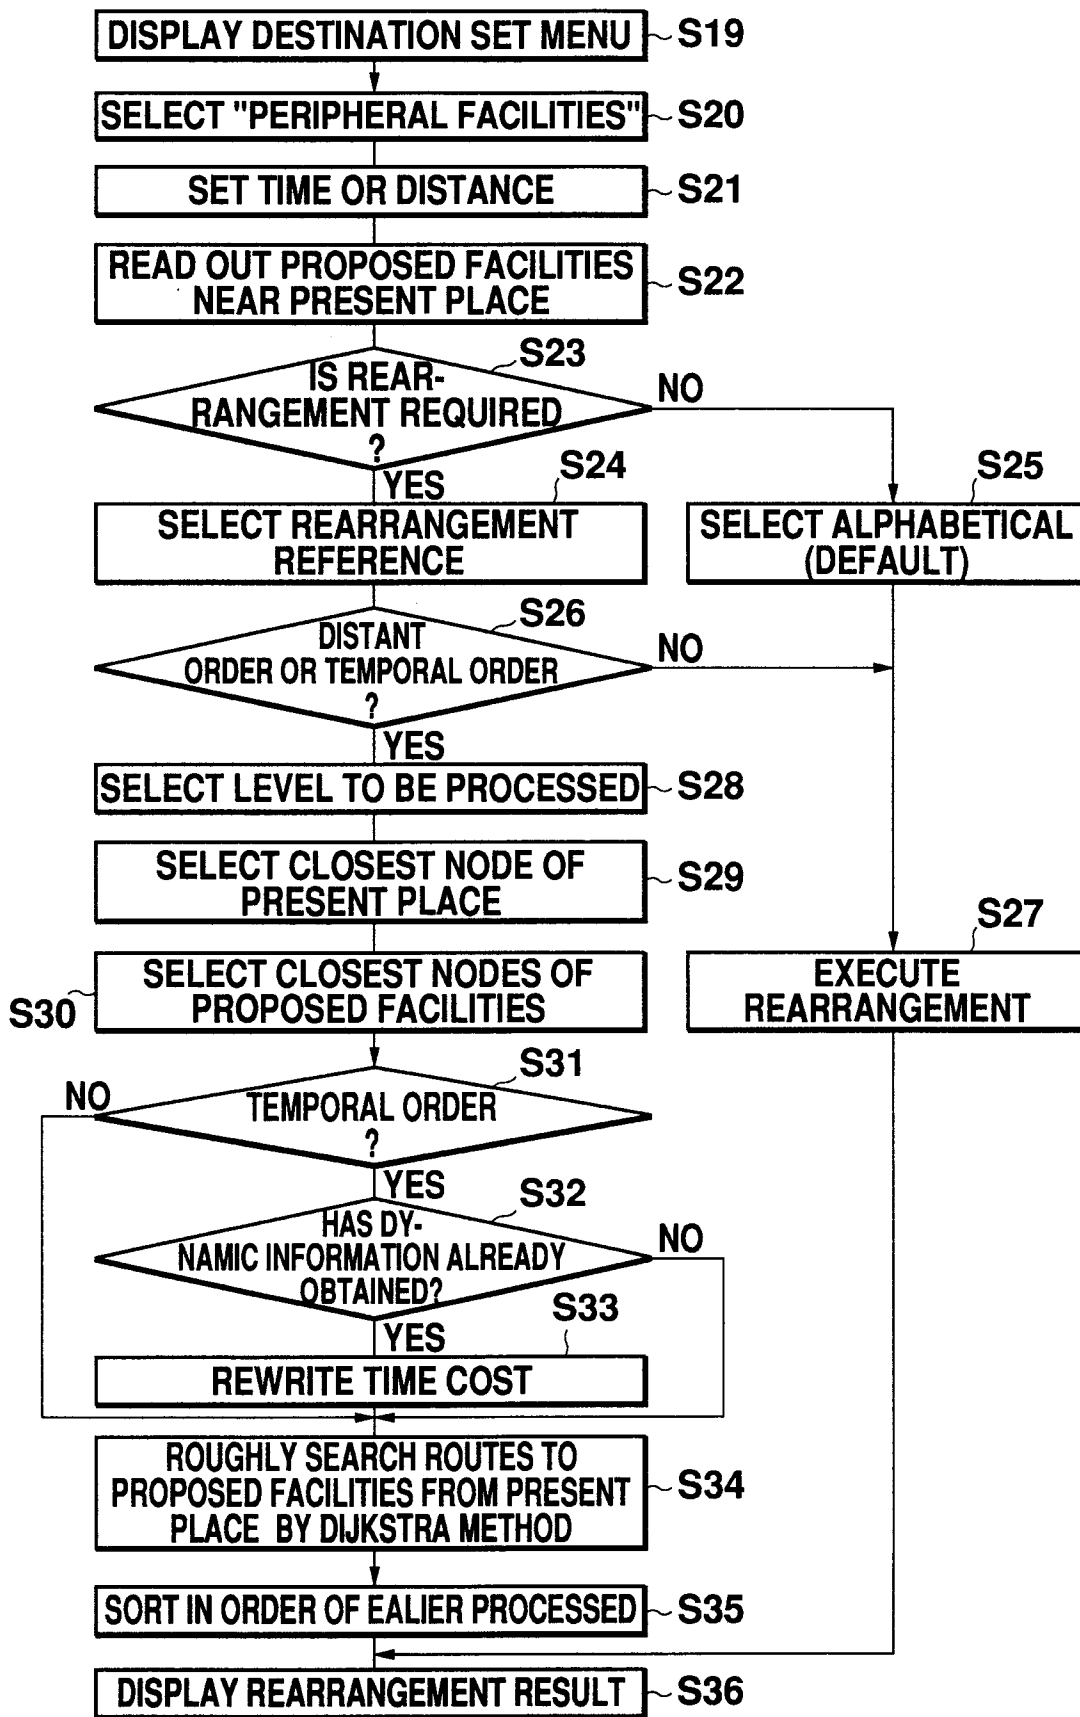 DISPLAY DESTINATION SET MENU S19
SELECT "PERIPHERAL FACILITIES" S20
SET TIME OR DISTANCE S21
READ OUT PROPOSED FACILITIES
NEAR PRESENT PLACE
S22
S23
IS REAR-
RANGEMENT REQUIRED
?
NO
YES
S24
SELECT REARRANGEMENT
REFERENCE
S25
SELECT ALPHABETICAL
(DEFAULT)
S26
DISTANT
ORDER OR TEMPORAL ORDER
?
NO
YES
SELECT LEVEL TO BE PROCESSED S28
SELECT CLOSEST NODE OF
PRESENT PLACE
S29
S27
EXECUTE
REARRANGEMENT
SELECT CLOSEST NODES OF
PROPOSED FACILITIES
S30
S31
TEMPORAL ORDER
?
NO
YES
S32
HAS DY-
NAMIC INFORMATION ALREADY
OBTAINED?
NO
YES
S33
REWRITE TIME COST
ROUGHLY SEARCH ROUTES TO
PROPOSED FACILITIES FROM PRESENT
PLACE BY DIJKSTRA METHOD
S34
SORT IN ORDER OF EALIER PROCESSED S35
DISPLAY REARRANGEMENT RESULT S36